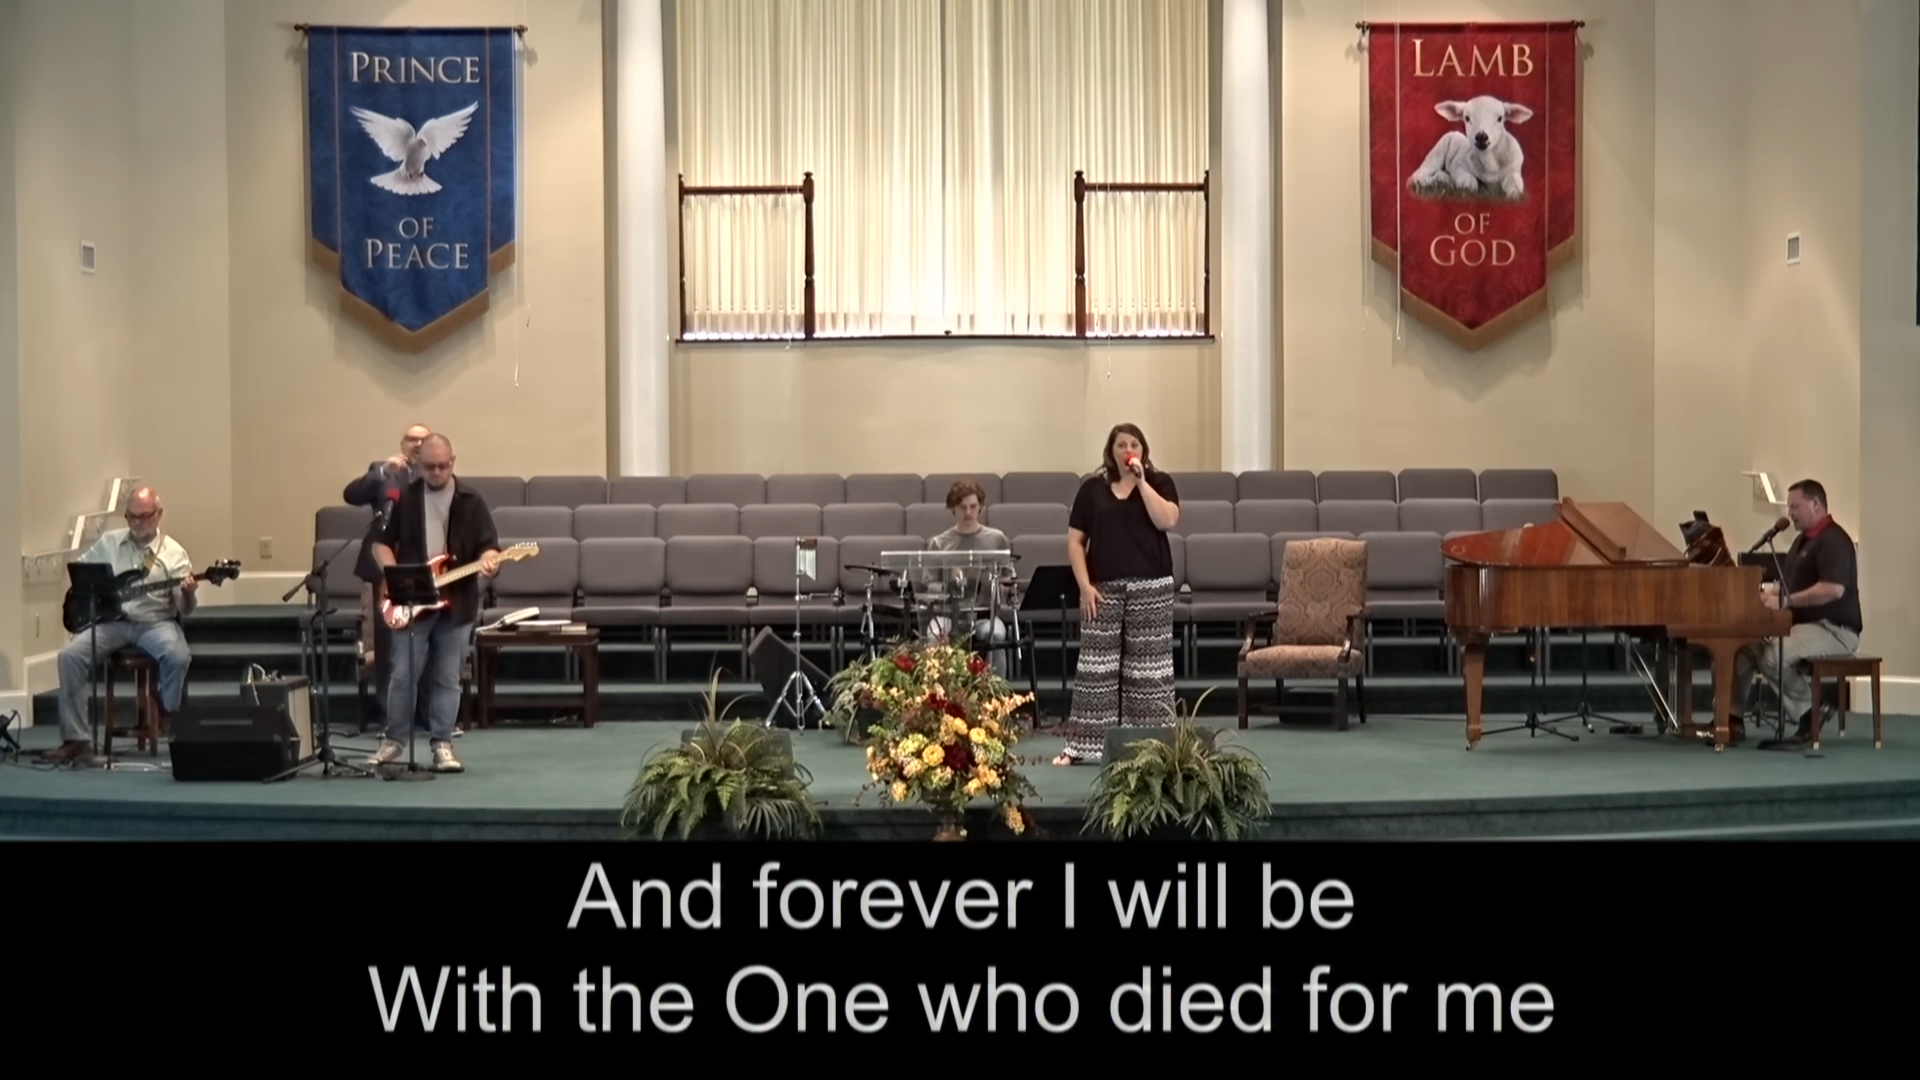 PRINCE
OF
PEACE
LAMB
OF
GOD
And forever I will be
With the One who died for me